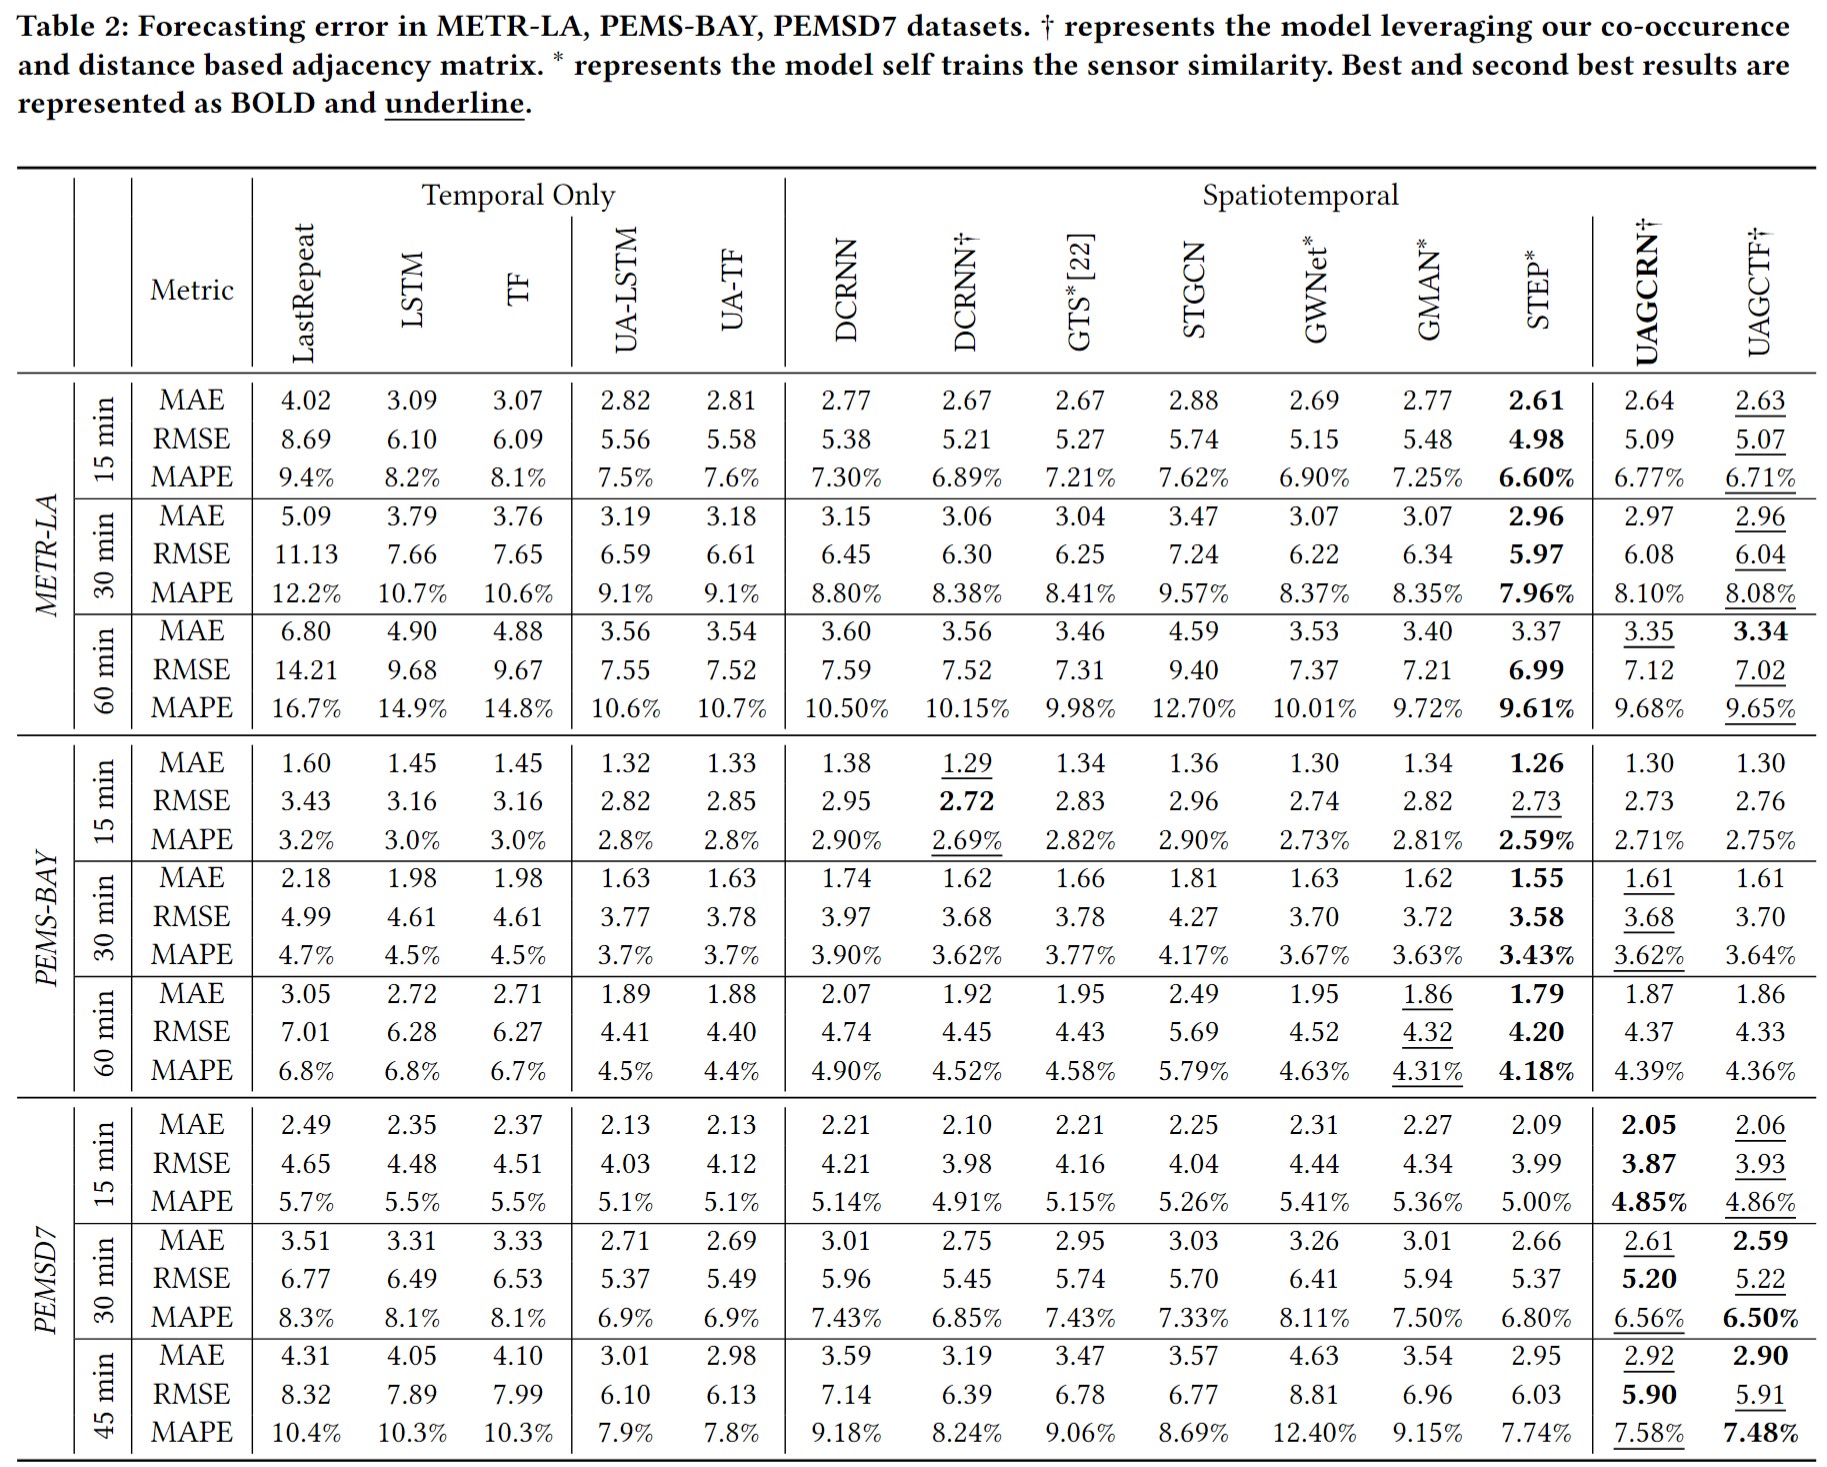 Table 2: Forecasting error in METR-LA, PEMS-BAY, PEMSD7 datasets. † represents the model leveraging our co-occurence
and distance based adjacency matrix. * represents the model self trains the sensor similarity. Best and second best results are
represented as BOLD and underline.
Temporal Only Spatiotemporal
Metric LastRepeat LSTM TF UA-LSTM UA-TF DCRNN DCRNN† GTS*[22] STGCN GWNet* GMAN* STEP* UAGCRN† UAGCTF†
METR-LA
15 min
MAE 4.02 3.09 3.07 2.82 2.81 2.77 2.67 2.67 2.88 2.69 2.77 2.61 2.64 2.63
RMSE 8.69 6.10 6.09 5.56 5.58 5.38 5.21 5.27 5.74 5.15 5.48 4.98 5.09 5.07
MAPE 9.4% 8.2% 8.1% 7.5% 7.6% 7.30% 6.89% 7.21% 7.62% 6.90% 7.25% 6.60% 6.77% 6.71%
30 min
MAE 5.09 3.79 3.76 3.19 3.18 3.15 3.06 3.04 3.47 3.07 3.07 2.96 2.97 2.96
RMSE 11.13 7.66 7.65 6.59 6.61 6.45 6.30 6.25 7.24 6.22 6.34 5.97 6.08 6.04
MAPE 12.2% 10.7% 10.6% 9.1% 9.1% 8.80% 8.38% 8.41% 9.57% 8.37% 8.35% 7.96% 8.10% 8.08%
60 min
MAE 6.80 4.90 4.88 3.56 3.54 3.60 3.56 3.46 4.59 3.53 3.40 3.37 3.35 3.34
RMSE 14.21 9.68 9.67 7.55 7.52 7.59 7.52 7.31 9.40 7.37 7.21 6.99 7.12 7.02
MAPE 16.7% 14.9% 14.8% 10.6% 10.7% 10.50% 10.15% 9.98% 12.70% 10.01% 9.72% 9.61% 9.68% 9.65%
PEMS-BAY
15 min
MAE 1.60 1.45 1.45 1.32 1.33 1.38 1.29 1.34 1.36 1.30 1.34 1.26 1.30 1.30
RMSE 3.43 3.16 3.16 2.82 2.85 2.95 2.72 2.83 2.96 2.74 2.82 2.73 2.73 2.76
MAPE 3.2% 3.0% 3.0% 2.8% 2.8% 2.90% 2.69% 2.82% 2.90% 2.73% 2.81% 2.59% 2.71% 2.75%
30 min
MAE 2.18 1.98 1.98 1.63 1.63 1.74 1.62 1.66 1.81 1.63 1.62 1.55 1.61 1.61
RMSE 4.99 4.61 4.61 3.77 3.78 3.97 3.68 3.78 4.27 3.70 3.72 3.58 3.68 3.70
MAPE 4.7% 4.5% 4.5% 3.7% 3.7% 3.90% 3.62% 3.77% 4.17% 3.67% 3.63% 3.43% 3.62% 3.64%
60 min
MAE 3.05 2.72 2.71 1.89 1.88 2.07 1.92 1.95 2.49 1.95 1.86 1.79 1.87 1.86
RMSE 7.01 6.28 6.27 4.41 4.40 4.74 4.45 4.43 5.69 4.52 4.32 4.20 4.37 4.33
MAPE 6.8% 6.8% 6.7% 4.5% 4.4% 4.90% 4.52% 4.58% 5.79% 4.63% 4.31% 4.18% 4.39% 4.36%
PEMSD7
15 min
MAE 2.49 2.35 2.37 2.13 2.13 2.21 2.10 2.21 2.25 2.31 2.27 2.09 2.05 2.06
RMSE 4.65 4.48 4.51 4.03 4.12 4.21 3.98 4.16 4.04 4.44 4.34 3.99 3.87 3.93
MAPE 5.7% 5.5% 5.5% 5.1% 5.1% 5.14% 4.91% 5.15% 5.26% 5.41% 5.36% 5.00% 4.85% 4.86%
30 min
MAE 3.51 3.31 3.33 2.71 2.69 3.01 2.75 2.95 3.03 3.26 3.01 2.66 2.61 2.59
RMSE 6.77 6.49 6.53 5.37 5.49 5.96 5.45 5.74 5.70 6.41 5.94 5.37 5.20 5.22
MAPE 8.3% 8.1% 8.1% 6.9% 6.9% 7.43% 6.85% 7.43% 7.33% 8.11% 7.50% 6.80% 6.56% 6.50%
45 min
MAE 4.31 4.05 4.10 3.01 2.98 3.59 3.19 3.47 3.57 4.63 3.54 2.95 2.92 2.90
RMSE 8.32 7.89 7.99 6.10 6.13 7.14 6.39 6.78 6.77 8.81 6.96 6.03 5.90 5.91
MAPE 10.4% 10.3% 10.3% 7.9% 7.8% 9.18% 8.24% 9.06% 8.69% 12.40% 9.15% 7.74% 7.58% 7.48%